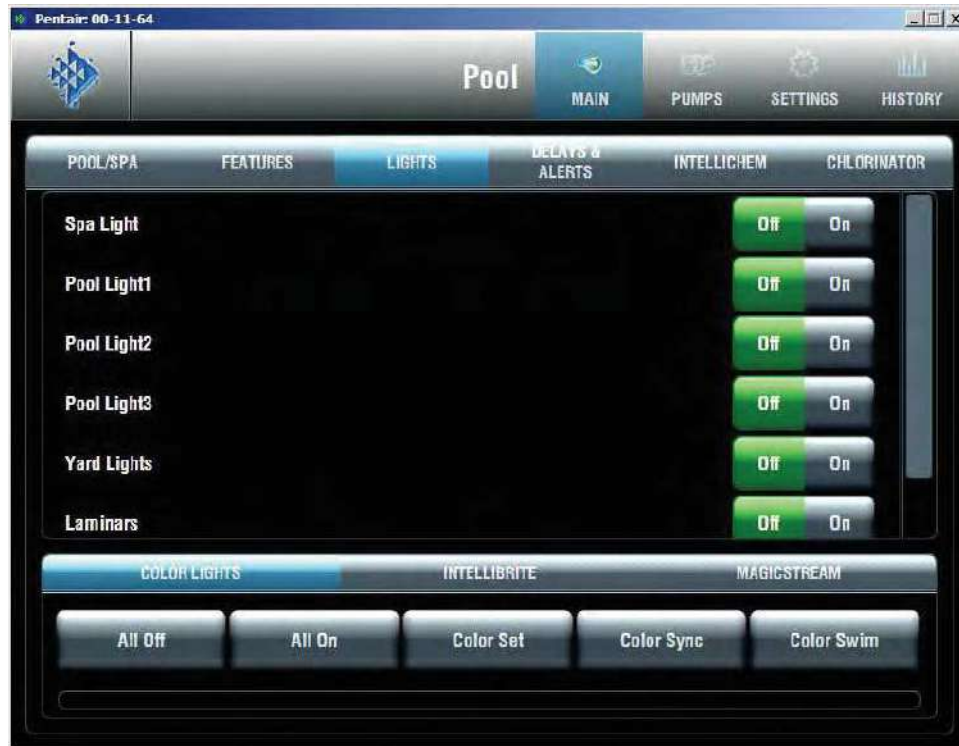 Pentair: 00-11-64
Pool
MAIN
PUMPS
SETTINGS
HISTORY
POOL/SPA
FEATURES
LIGHTS
DELAYS &
ALERTS
INTELLICHEM
CHLORINATOR
Spa Light Off On
Pool Light1 Off On
Pool Light2 Off On
Pool Light3 Off On
Yard Lights Off On
Laminars Off On
COLOR LIGHTS
INTELLIBRITE
MAGICSTREAM
All Off
All On
Color Set
Color Sync
Color Swim